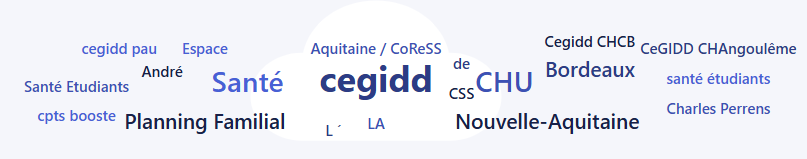 Cegidd CHCB
cegidd pau
Espace
Aquitaine / CoReSS
CeGIDD CHAngoulême
de
André
Bordeaux
Santé Etudiants
Santé
cegidd
CHU
santé étudiants
CSS
Charles Perrens
cpts booste
Planning Familial
L ´
LA
Nouvelle-Aquitaine